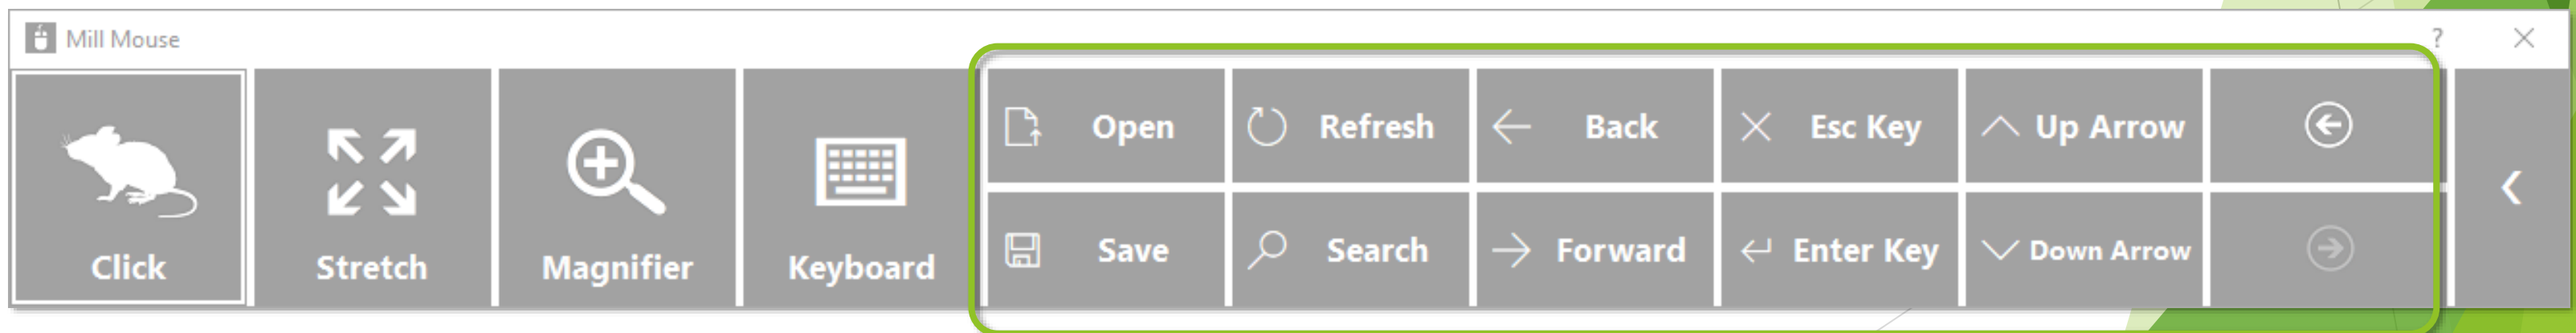 Mill Mouse
?
Click
Stretch
Magnifier
Keyboard
Open
Refresh
Back
Esc Key
Up Arrow
Save
Search
Forward
Enter Key
Down Arrow